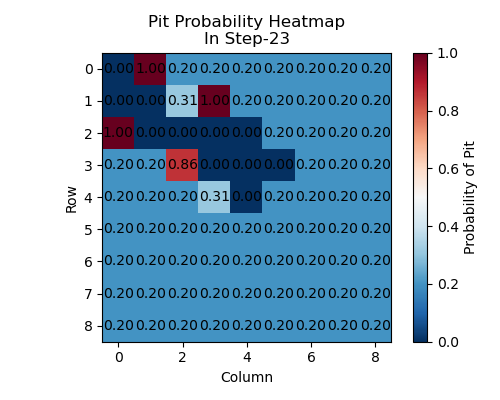 Pit Probability Heatmap
In Step-23
0 0.00 1.00 0.20 0.20 0.20 0.20 0.20 0.20 0.20
1 0.00 0.00 0.31 1.00 0.20 0.20 0.20 0.20 0.20
2 1.00 0.00 0.00 0.00 0.00 0.20 0.20 0.20 0.20
3 0.20 0.20 0.86 0.00 0.00 0.00 0.20 0.20 0.20
4 0.20 0.20 0.20 0.31 0.00 0.20 0.20 0.20 0.20
5 0.20 0.20 0.20 0.20 0.20 0.20 0.20 0.20 0.20
6 0.20 0.20 0.20 0.20 0.20 0.20 0.20 0.20 0.20
7 0.20 0.20 0.20 0.20 0.20 0.20 0.20 0.20 0.20
8 0.20 0.20 0.20 0.20 0.20 0.20 0.20 0.20 0.20
0 2 4 6 8
Column
Row
1.0
0.8
0.6
0.4
0.2
0.0
Probability of Pit